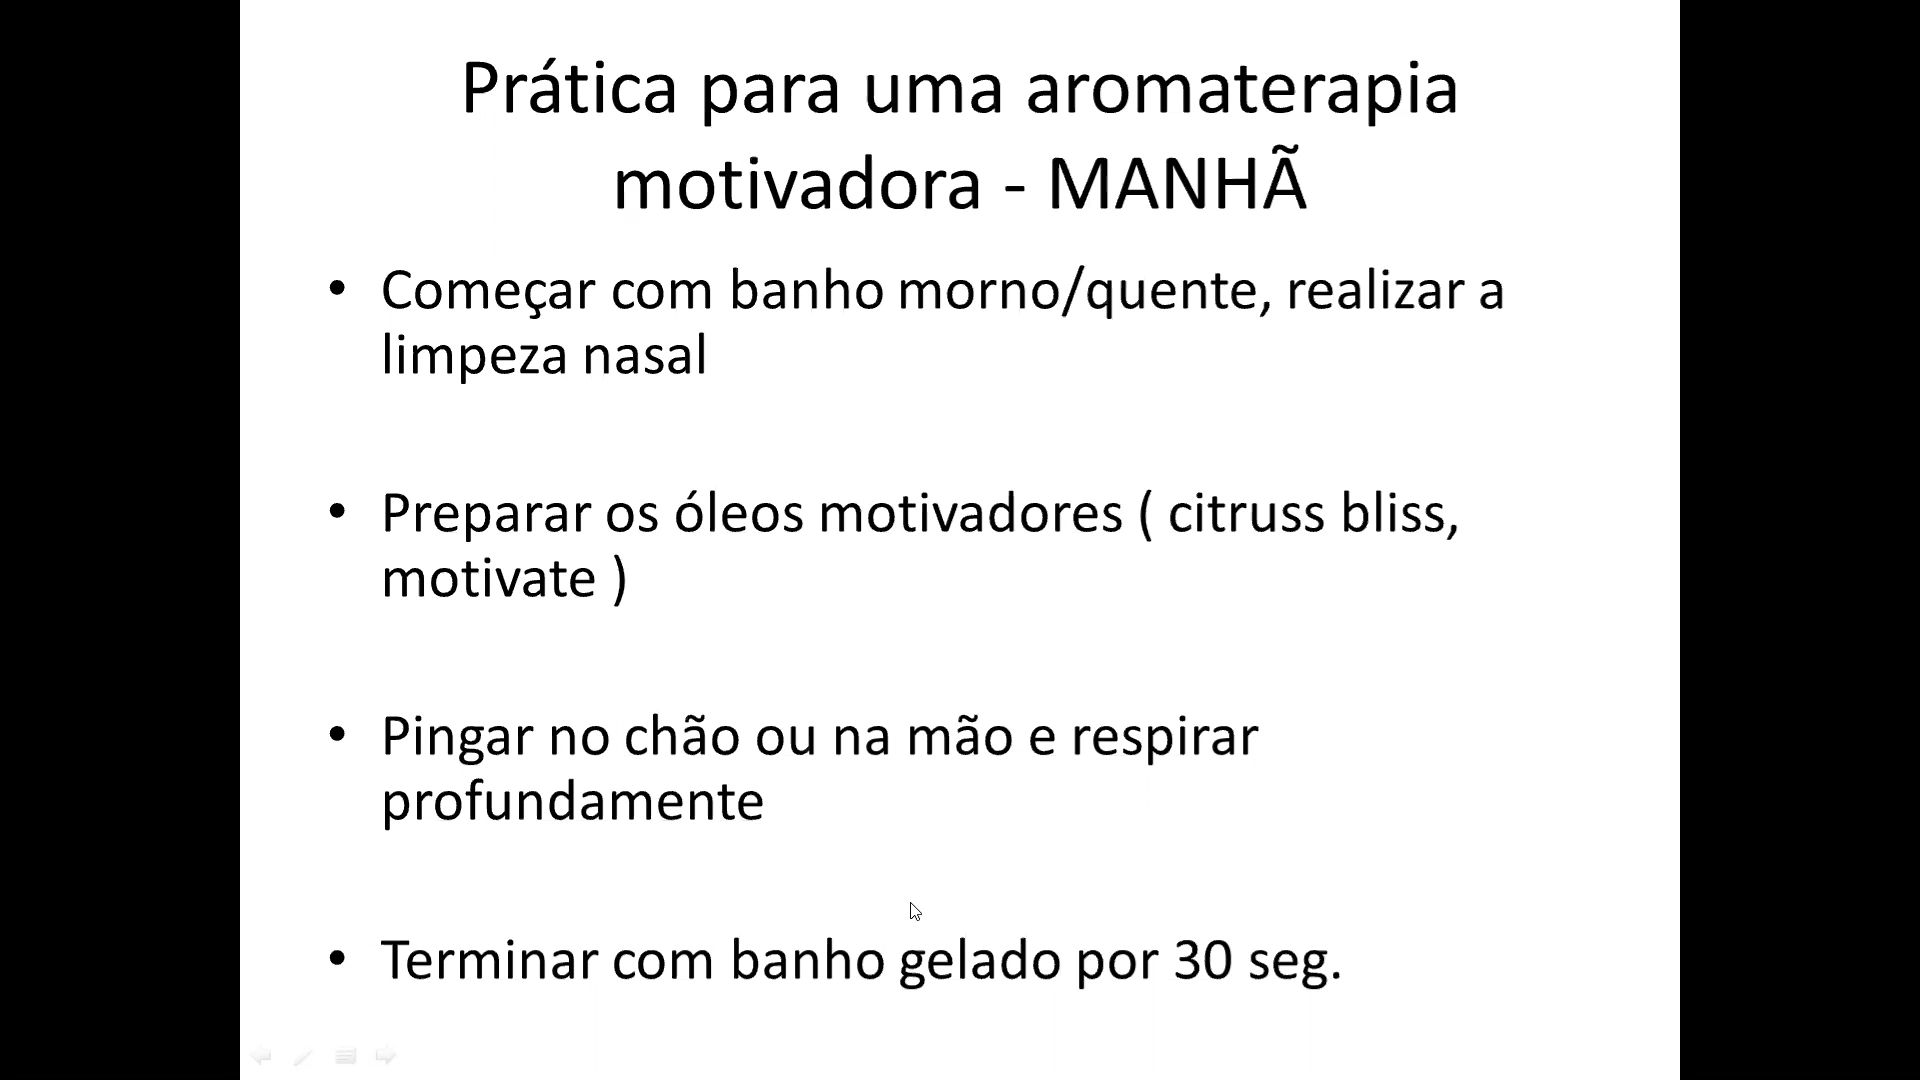 Prática para uma aromaterapia
motivadora - MANHÃ
• Começar com banho morno/quente, realizar a
limpeza nasal
• Preparar os óleos motivadores ( citruss bliss,
motivate )
• Pingar no chão ou na mão e respirar
profundamente
• Terminar com banho gelado por 30 seg.